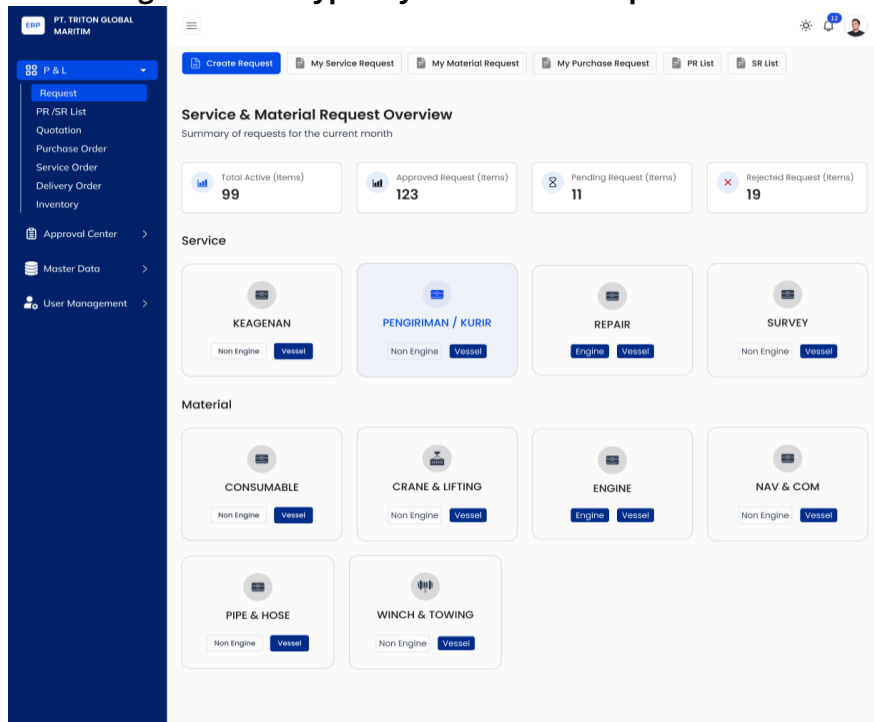 ERP
PT. TRITON GLOBAL
MARITIM
12
P & L
Request
PR /SR List
Quotation
Purchase Order
Service Order
Delivery Order
Inventory
Approval Center
Master Data
User Management
Create Request
My Service Request
My Material Request
My Purchase Request
PR List
SR List
Service & Material Request Overview
Summary of requests for the current month
Total Active (Items)
99
Approved Request (Items)
123
Pending Request (Items)
11
Rejected Request (Items)
19
Service
KEAGENAN
Non Engine Vessel
PENGIRIMAN / KURIR
Non Engine Vessel
REPAIR
Engine Vessel
SURVEY
Non Engine Vessel
Material
CONSUMABLE
Non Engine Vessel
CRANE & LIFTING
Non Engine Vessel
ENGINE
Engine Vessel
NAV & COM
Non Engine Vessel
PIPE & HOSE
Non Engine Vessel
WINCH & TOWING
Non Engine Vessel